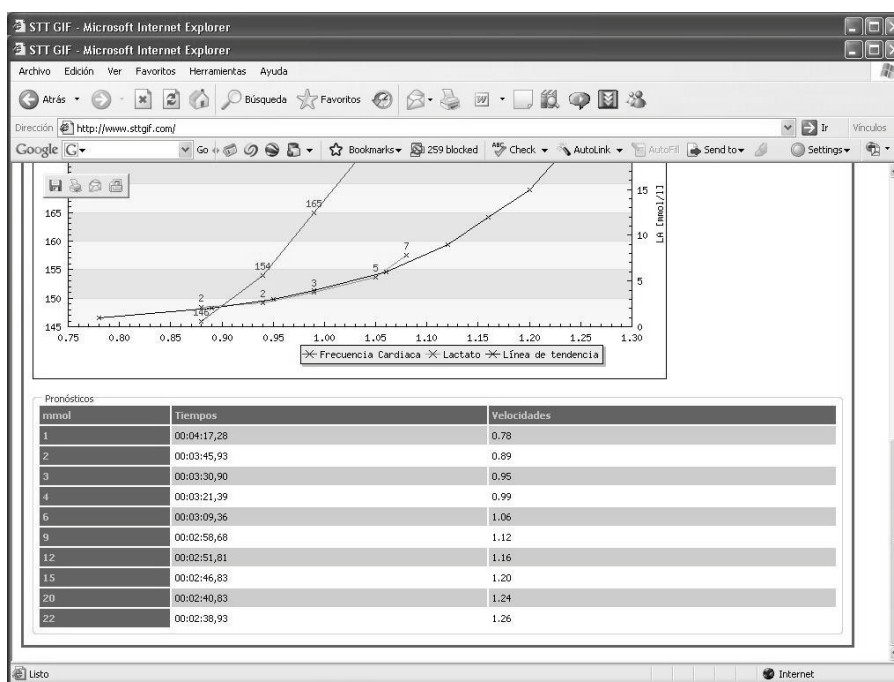 STT GIF - Microsoft Internet Explorer
STT GIF - Microsoft Internet Explorer
Archivo Edición Ver Favoritos Herramientas Ayuda
Atrás Búsqueda Favoritos
Dirección http://www.sttgif.com/ Ir Vínculos
Google G Go Bookmarks 259 blocked ABC Check AutoLink AutoFill Send to Settings
165
160
155
150
145
0.75 0.80 0.85 0.90 0.95 1.00 1.05 1.10 1.15 1.20 1.25 1.30
15
10
5
0
LA [mmol/l]
165
154
146
2
2
3
5
7
Frecuencia Cardiaca Lactato Línea de tendencia
Pronósticos
mmol Tiempos Velocidades
1 00:04:17,28 0.78
2 00:03:45,93 0.89
3 00:03:30,90 0.95
4 00:03:21,39 0.99
6 00:03:09,36 1.06
9 00:02:58,68 1.12
12 00:02:51,81 1.16
15 00:02:46,83 1.20
20 00:02:40,83 1.24
22 00:02:38,93 1.26
Listo Internet